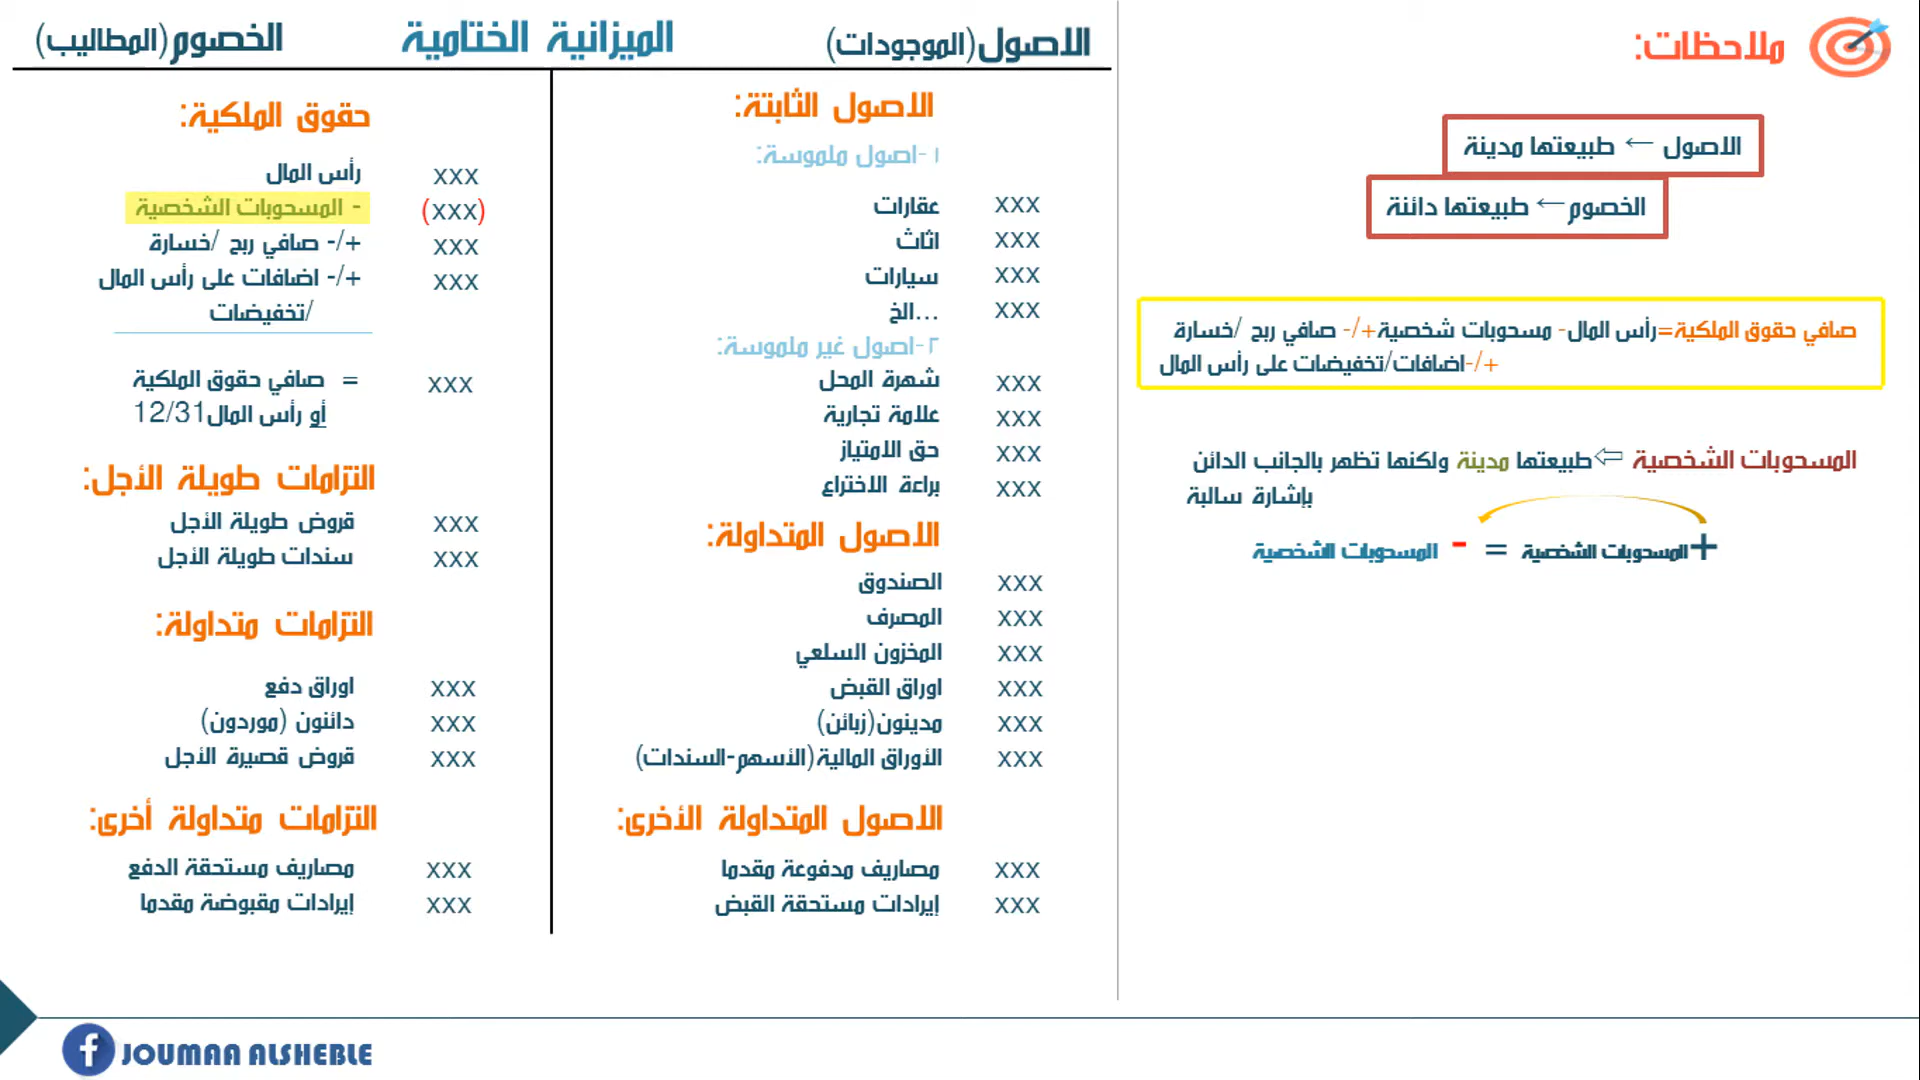 ملاحظات:
الاصول ← طبيعتها مدينة
الخصوم ← طبيعتها دائنة
صافي حقوق الملكية=رأس المال- مسحوبات شخصية+/- صافي ربح /خسارة
+/-اضافات/تخفيضات على رأس المال
المسحوبات الشخصية ⇦ طبيعتها مدينة ولكنها تظهر بالجانب الدائن
بإشارة سالبة
+المسحوبات الشخصية = - المسحوبات الشخصية
الاصول(الموجودات) الميزانية الختامية الخصوم(المطاليب)
الاصول الثابتة:
١-اصول ملموسة:
xxx عقارات
xxx اثاث
xxx سيارات
xxx ...الخ
٢-اصول غير ملموسة:
xxx شهرة المحل
xxx علامة تجارية
xxx حق الامتياز
xxx براعة الاختراع
الاصول المتداولة:
xxx الصندوق
xxx المصرف
xxx المخزون السلعي
xxx اوراق القبض
xxx مدينون(زبائن)
xxx الأوراق المالية(الأسهم-السندات)
الاصول المتداولة الأخرى:
xxx مصاريف مدفوعة مقدما
xxx إيرادات مستحقة القبض
حقوق الملكية:
xxx رأس المال
(xxx) - المسحوبات الشخصية
xxx +/- صافي ربح /خسارة
xxx +/- اضافات على رأس المال
/تخفيضات
xxx = صافي حقوق الملكية
أو رأس المال12/31
التزامات طويلة الأجل:
xxx قروض طويلة الأجل
xxx سندات طويلة الأجل
التزامات متداولة:
xxx اوراق دفع
xxx دائنون (موردون)
xxx قروض قصيرة الأجل
التزامات متداولة أخرى:
xxx مصاريف مستحقة الدفع
xxx إيرادات مقبوضة مقدما
f JOUMAA ALSHEBLE